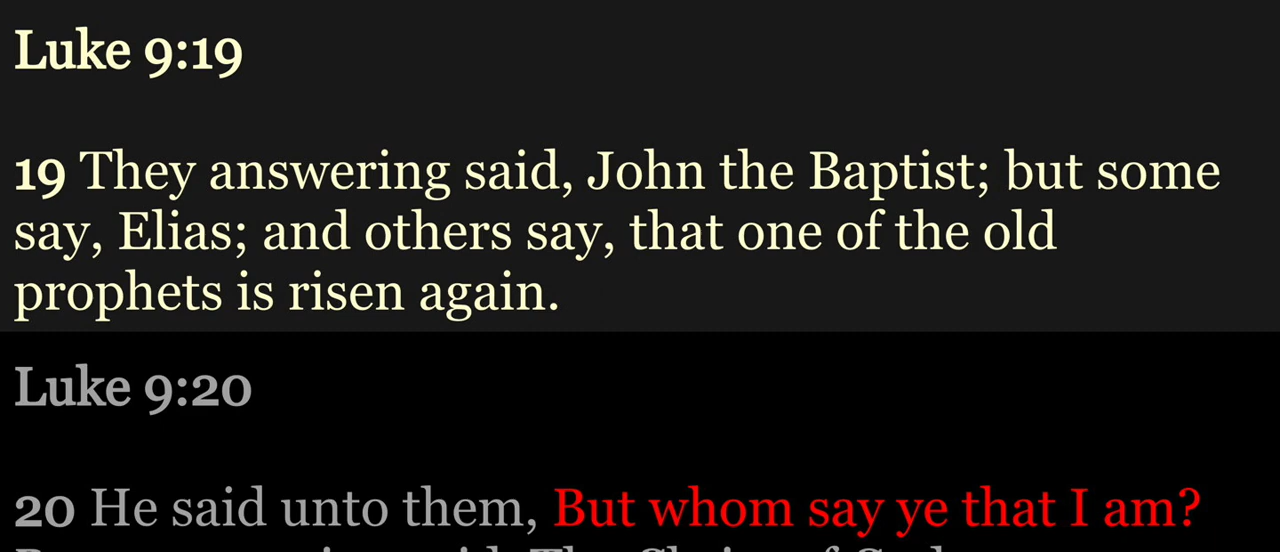 Luke 9:19
19 They answering said, John the Baptist; but some
say, Elias; and others say, that one of the old
prophets is risen again.
Luke 9:20
20 He said unto them, But whom say ye that I am?